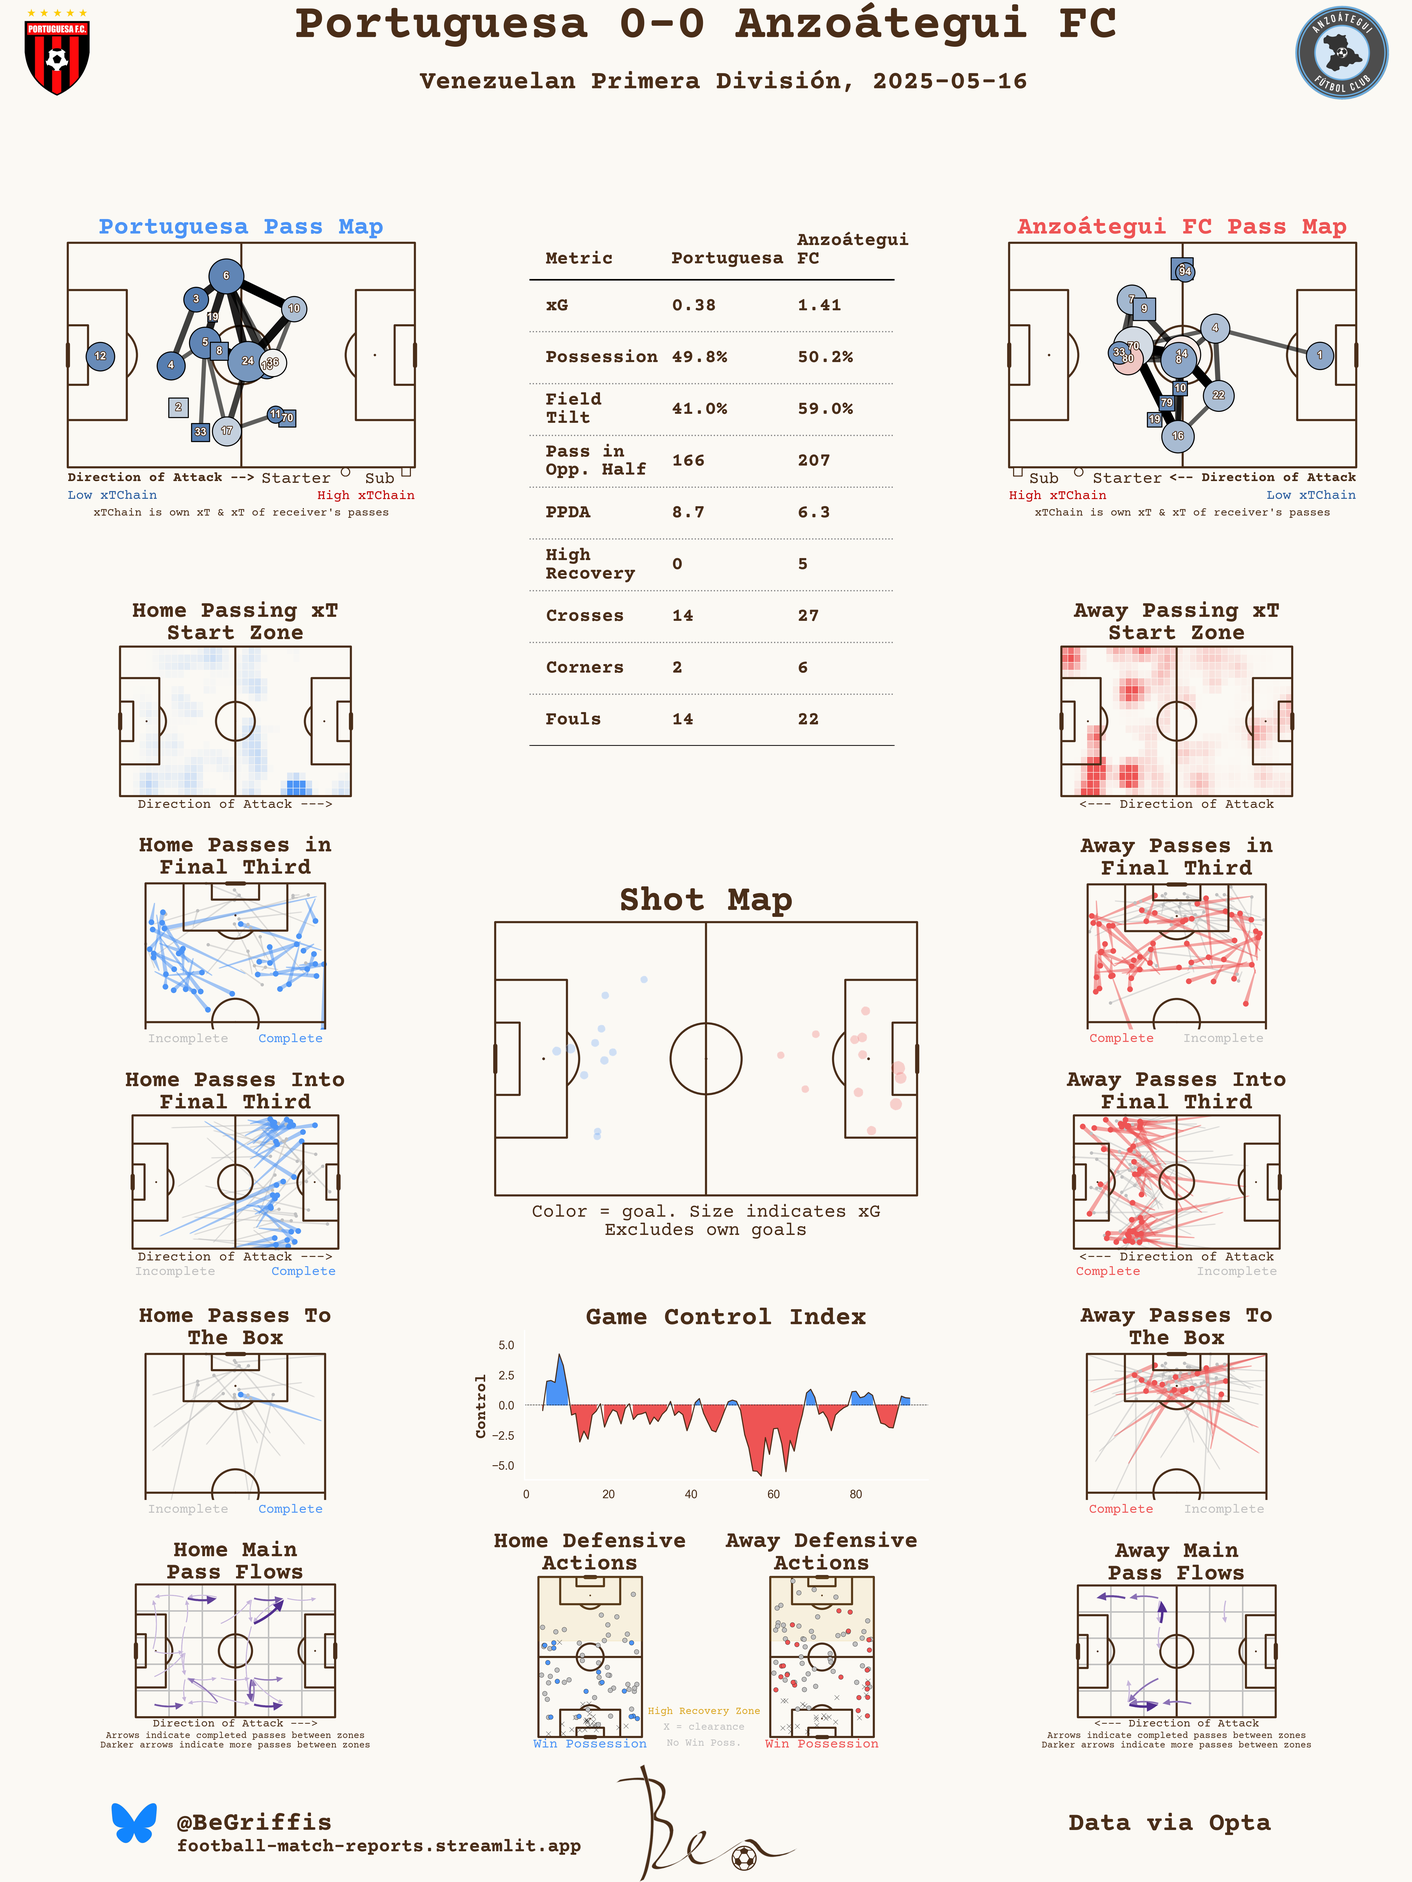 Portuguesa 0-0 Anzoátegui FC
Venezuelan Primera División, 2025-05-16
PORTUGUESA F.C.
ANZOÁTEGUI
FÚTBOL CLUB
Portuguesa Pass Map
6
3
19
10
5
8
24
36
12
4
2
33
17
11
70
Direction of Attack --> Starter Sub
Low xTChain High xTChain
xTChain is own xT & xT of receiver's passes
Metric Portuguesa Anzoátegui FC
xG 0.38 1.41
Possession 49.8% 50.2%
Field Tilt 41.0% 59.0%
Pass in Opp. Half 166 207
PPDA 8.7 6.3
High Recovery 0 5
Crosses 14 27
Corners 2 6
Fouls 14 22
Anzoátegui FC Pass Map
94
7
9
4
70
33
80
14
8
1
10
22
79
19
16
Sub Starter <-- Direction of Attack
High xTChain Low xTChain
xTChain is own xT & xT of receiver's passes
Home Passing xT
Start Zone
Direction of Attack --->
Away Passing xT
Start Zone
<--- Direction of Attack
Home Passes in
Final Third
Incomplete Complete
Away Passes in
Final Third
Complete Incomplete
Shot Map
Color = goal. Size indicates xG
Excludes own goals
Home Passes Into
Final Third
Direction of Attack --->
Incomplete Complete
Away Passes Into
Final Third
<--- Direction of Attack
Complete Incomplete
Home Passes To
The Box
Incomplete Complete
Game Control Index
Control
5.0
2.5
0.0
−2.5
−5.0
0 20 40 60 80
Away Passes To
The Box
Complete Incomplete
Home Main
Pass Flows
Direction of Attack --->
Arrows indicate completed passes between zones
Darker arrows indicate more passes between zones
Home Defensive
Actions
Win Possession
Away Defensive
Actions
Win Possession
High Recovery Zone
X = clearance
No Win Poss.
Away Main
Pass Flows
<--- Direction of Attack
Arrows indicate completed passes between zones
Darker arrows indicate more passes between zones
@BeGriffis
football-match-reports.streamlit.app
Ben
Data via Opta